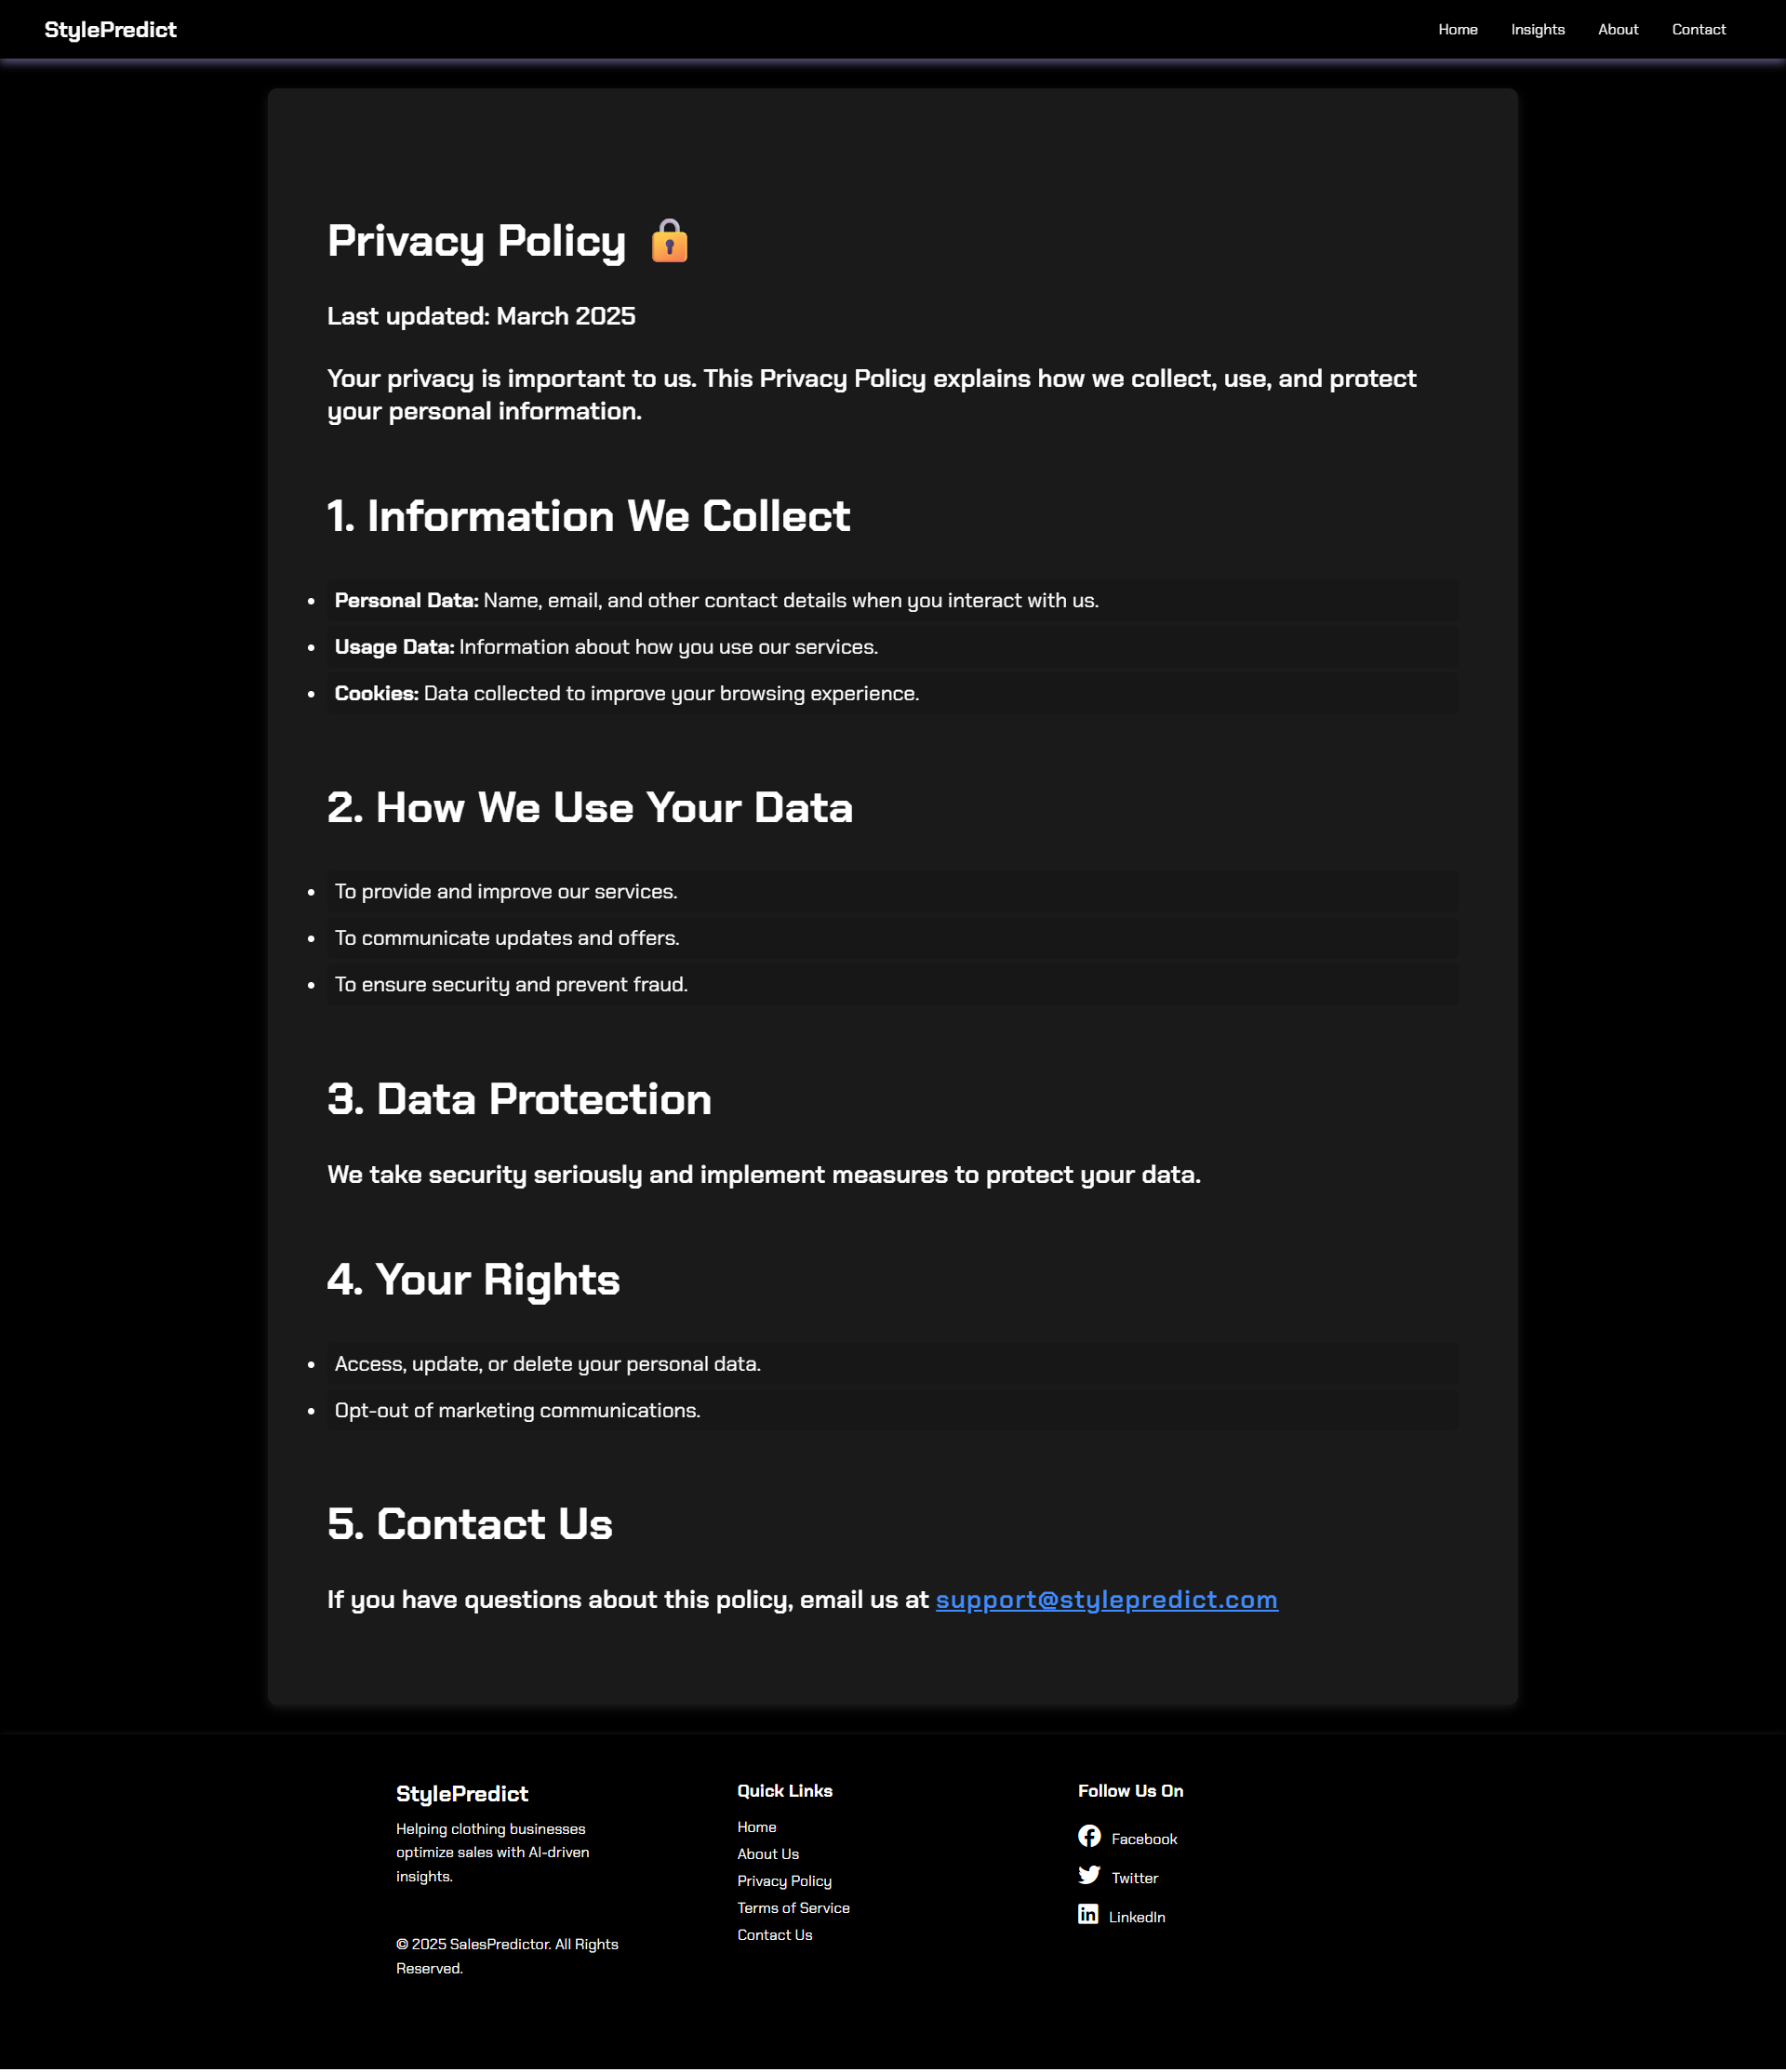 StylePredict
Home
Insights
About
Contact
Privacy Policy 🔒
Last updated: March 2025
Your privacy is important to us. This Privacy Policy explains how we collect, use, and protect
your personal information.
1. Information We Collect
• Personal Data: Name, email, and other contact details when you interact with us.
• Usage Data: Information about how you use our services.
• Cookies: Data collected to improve your browsing experience.
2. How We Use Your Data
• To provide and improve our services.
• To communicate updates and offers.
• To ensure security and prevent fraud.
3. Data Protection
We take security seriously and implement measures to protect your data.
4. Your Rights
• Access, update, or delete your personal data.
• Opt-out of marketing communications.
5. Contact Us
If you have questions about this policy, email us at support@stylepredict.com
StylePredict
Helping clothing businesses
optimize sales with AI-driven
insights.
© 2025 SalesPredictor. All Rights
Reserved.
Quick Links
Home
About Us
Privacy Policy
Terms of Service
Contact Us
Follow Us On
Facebook
Twitter
LinkedIn